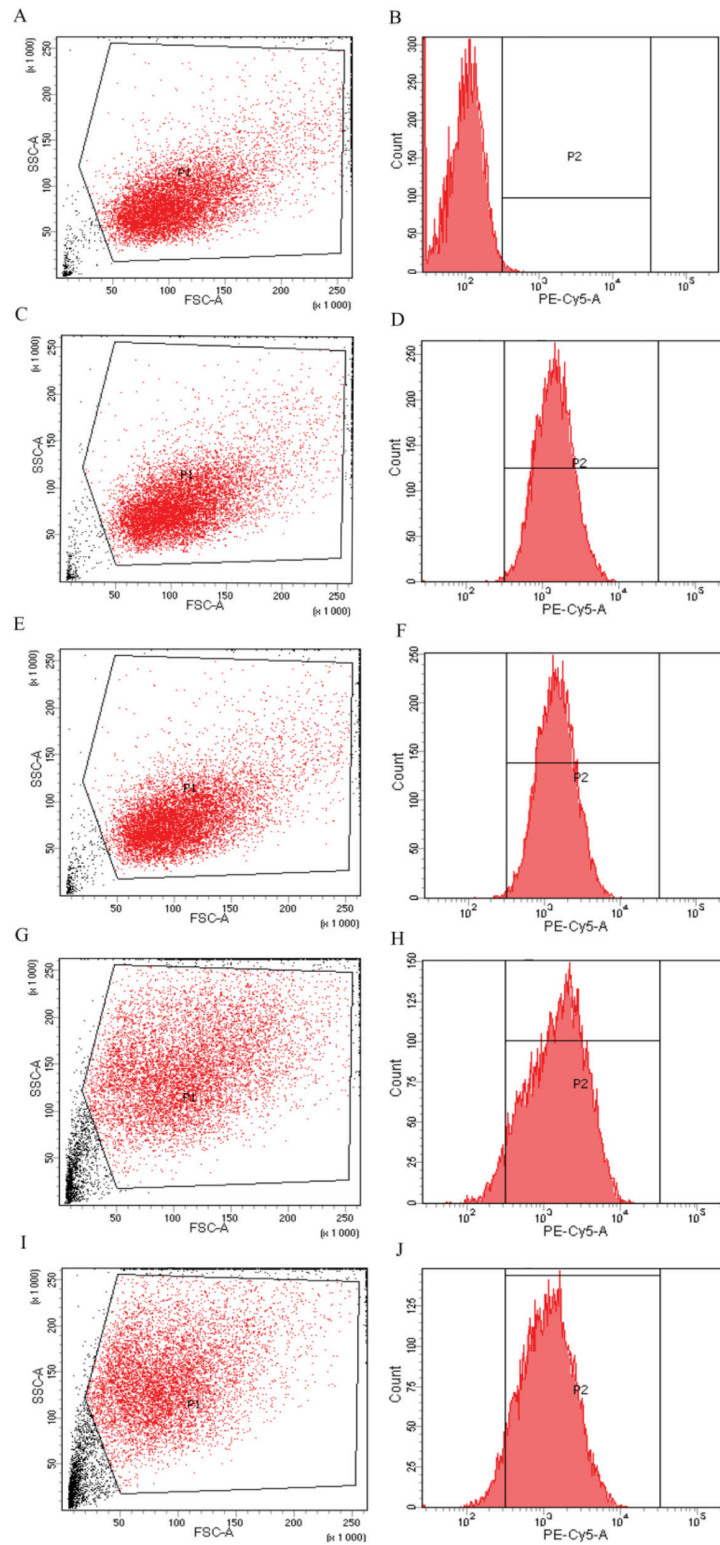 A
(x 1 000)
SSC-A
250
200
150
100
50
P1
50 100 150 200 250
FSC-A
(x 1 000)
B
Count
300
250
200
150
100
50
0
P2
10² 10³ 10⁴ 10⁵
PE-Cy5-A
C
(x 1 000)
SSC-A
250
200
150
100
50
P1
50 100 150 200 250
FSC-A
(x 1 000)
D
Count
250
200
150
100
50
0
P2
10² 10³ 10⁴ 10⁵
PE-Cy5-A
E
(x 1 000)
SSC-A
250
200
150
100
50
P1
50 100 150 200 250
FSC-A
(x 1 000)
F
Count
250
200
150
100
50
0
P2
10² 10³ 10⁴ 10⁵
PE-Cy5-A
G
(x 1 000)
SSC-A
250
200
150
100
50
P1
50 100 150 200 250
FSC-A
(x 1 000)
H
Count
150
125
100
75
50
25
0
P2
10² 10³ 10⁴ 10⁵
PE-Cy5-A
I
(x 1 000)
SSC-A
250
200
150
100
50
P1
50 100 150 200 250
FSC-A
(x 1 000)
J
Count
125
100
75
50
25
0
P2
10² 10³ 10⁴ 10⁵
PE-Cy5-A